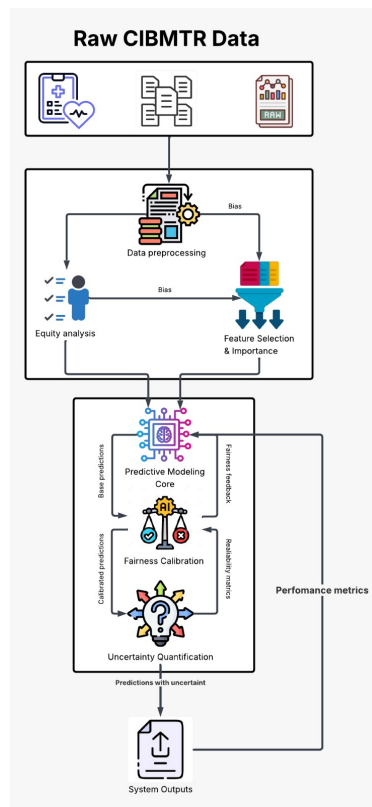 Raw CIBMTR Data
RAW
Bias
Data preprocessing
Bias
Equity analysis
Feature Selection
& Importance
Predictive Modeling
Core
Base predictions
Fairness feedback
AI
Fairness Calibration
Calibrated predictions
Realiability matrics
?
Uncertainty Quantification
Perfomance metrics
Predictions with uncertaint
System Outputs